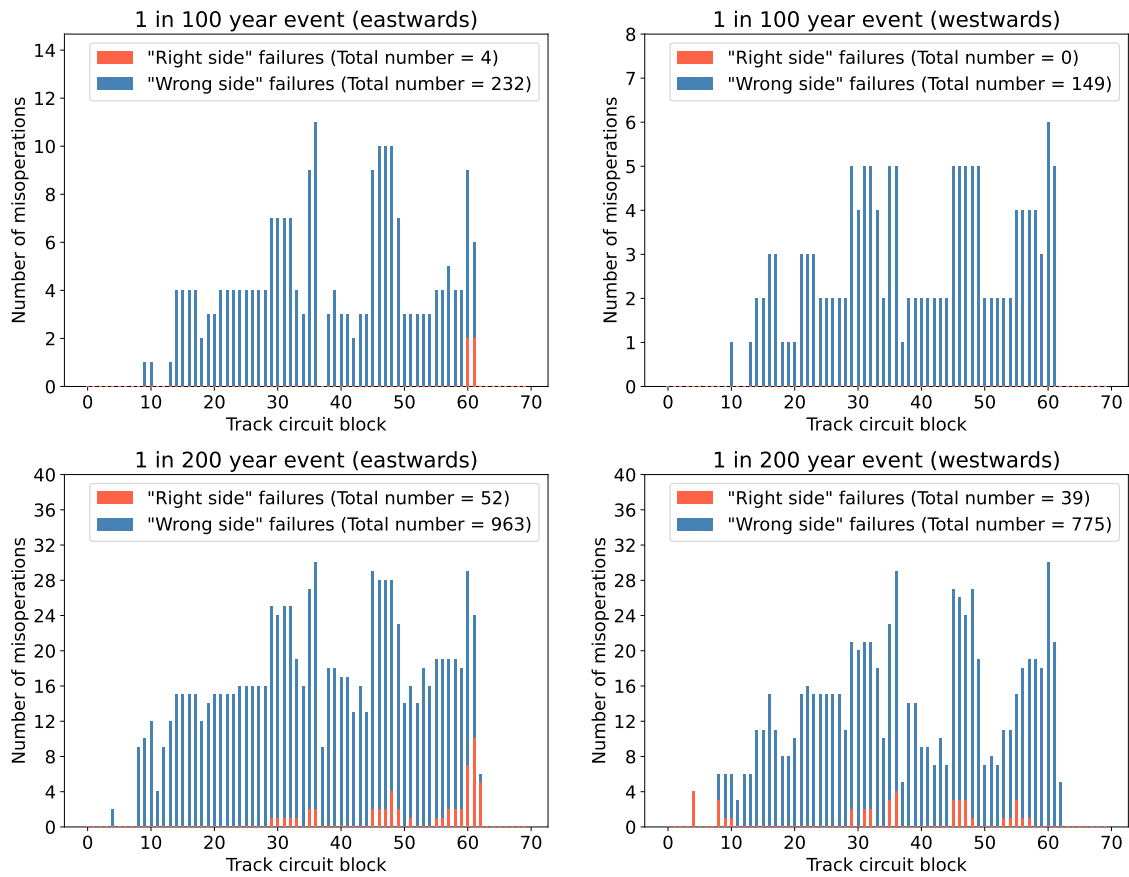 1 in 100 year event (eastwards)
"Right side" failures (Total number = 4)
"Wrong side" failures (Total number = 232)
Number of misoperations
14
12
10
8
6
4
2
0
0 10 20 30 40 50 60 70
Track circuit block
1 in 100 year event (westwards)
"Right side" failures (Total number = 0)
"Wrong side" failures (Total number = 149)
Number of misoperations
8
7
6
5
4
3
2
1
0
0 10 20 30 40 50 60 70
Track circuit block
1 in 200 year event (eastwards)
"Right side" failures (Total number = 52)
"Wrong side" failures (Total number = 963)
Number of misoperations
40
36
32
28
24
20
16
12
8
4
0
0 10 20 30 40 50 60 70
Track circuit block
1 in 200 year event (westwards)
"Right side" failures (Total number = 39)
"Wrong side" failures (Total number = 775)
Number of misoperations
40
36
32
28
24
20
16
12
8
4
0
0 10 20 30 40 50 60 70
Track circuit block